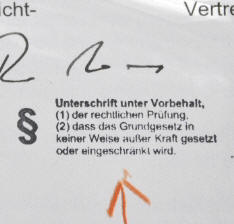 icht-
Vertre
§
Unterschrift unter Vorbehalt,
(1) der rechtlichen Prüfung.
(2) dass das Grundgesetz in
keiner Weise außer Kraft gesetzt
oder eingeschränkt wird.